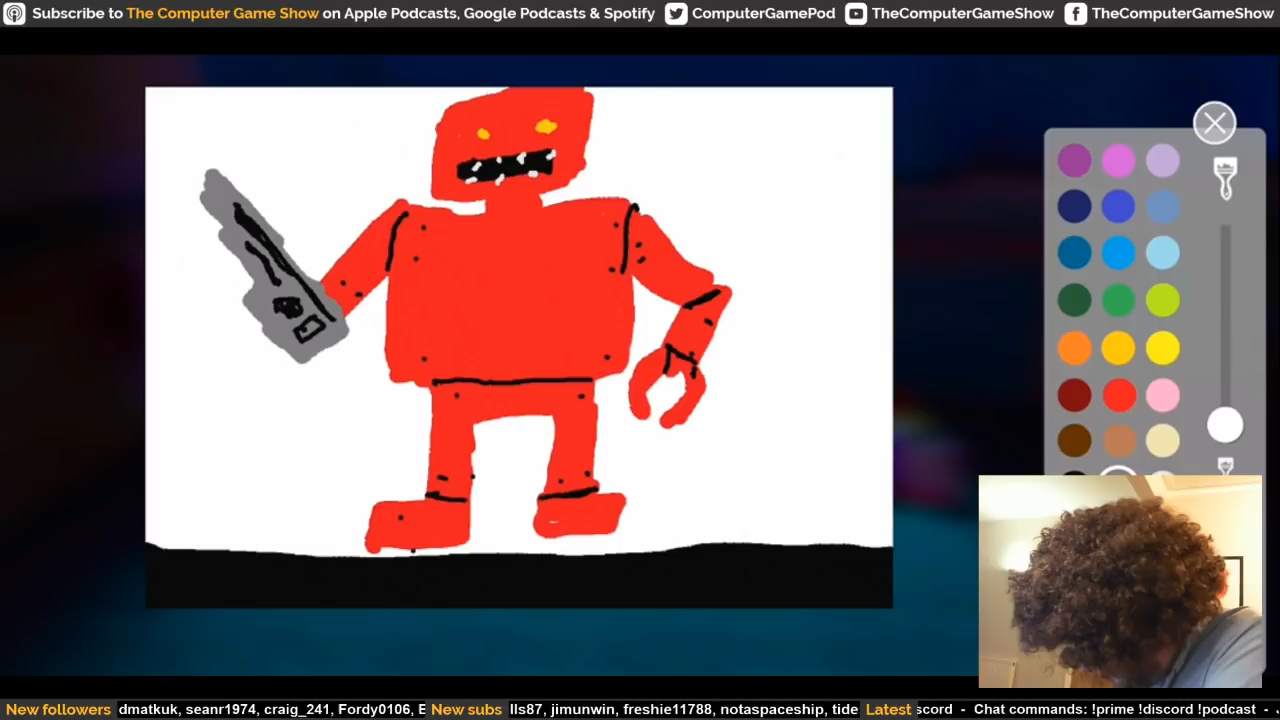 Subscribe to The Computer Game Show on Apple Podcasts, Google Podcasts & Spotify ComputerGamePod TheComputerGameShow TheComputerGameShow
New followers dmatkuk, seanr1974, craig_241, Fordy0106, E New subs lls87, jimunwin, freshie11788, notaspaceship, tide Latest scord - Chat commands: !prime !discord !podcast -